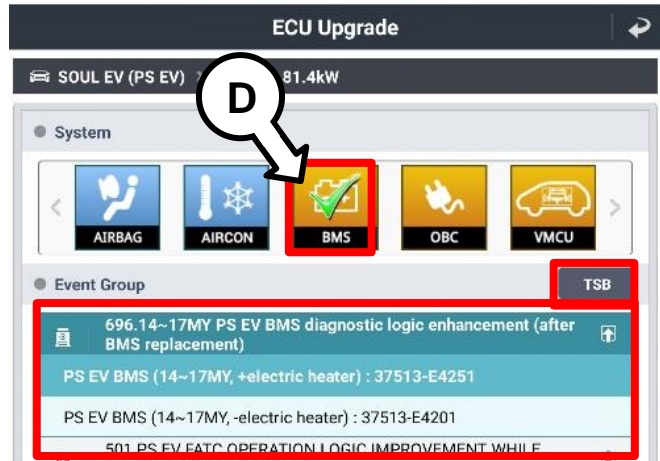 ECU Upgrade
SOUL EV (PS EV) 81.4kW
D
System
AIRBAG
AIRCON
BMS
OBC
VMCU
Event Group
TSB
696.14~17MY PS EV BMS diagnostic logic enhancement (after
BMS replacement)
PS EV BMS (14~17MY, +electric heater) : 37513-E4251
PS EV BMS (14~17MY, -electric heater) : 37513-E4201
501 PS EV FATC OPERATION LOGIC IMPROVEMENT WHILE